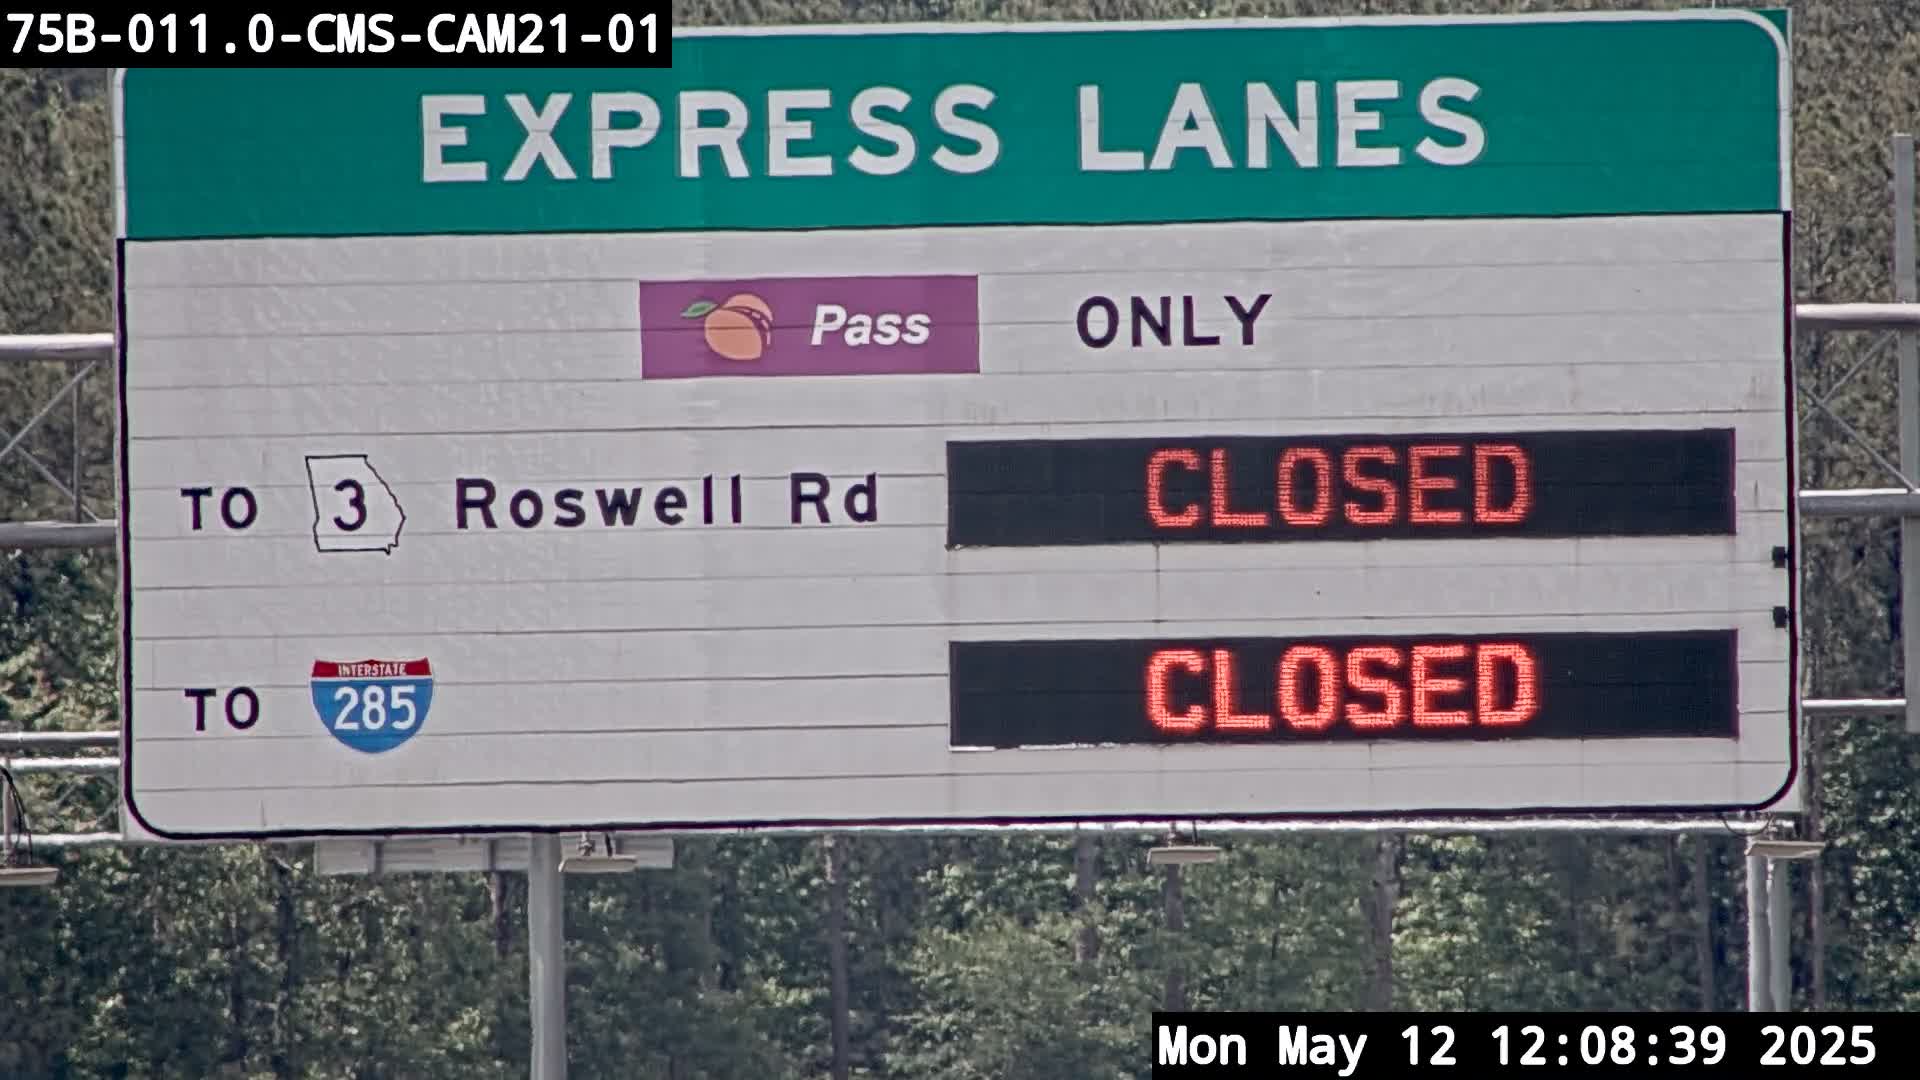 75B-011.0-CMS-CAM21-01
EXPRESS LANES
Pass ONLY
TO 3 Roswell Rd CLOSED
INTERSTATE
TO 285 CLOSED
Mon May 12 12:08:39 2025